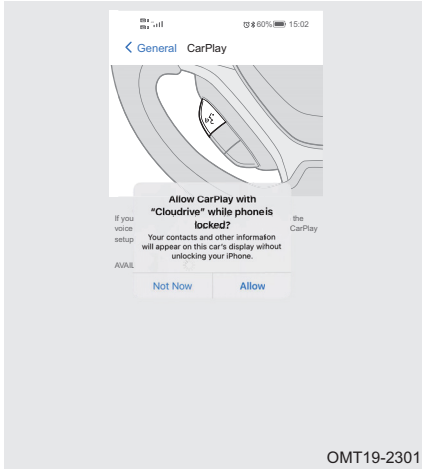 60% 15:02
General CarPlay
Allow CarPlay with
“Cloudrive” while phone is
locked?
Your contacts and other information
will appear on this car's display without
unlocking your iPhone.
Not Now Allow
If you the
voice CarPlay
setup
AVAIL
OMT19-2301